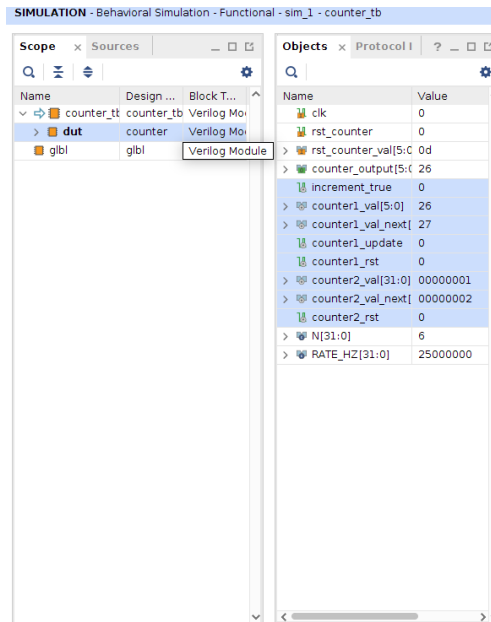 SIMULATION - Behavioral Simulation - Functional - sim_1 - counter_tb
Scope x Sources
Name Design ... Block T...
counter_tb counter_tb Verilog Mo
dut counter Verilog Mo
glbl glbl
Verilog Module
Objects x Protocol I ?
Name Value
clk 0
rst_counter 0
rst_counter_val[5:0 0d
counter_output[5:0 26
increment_true 0
counter1_val[5:0] 26
counter1_val_next[ 27
counter1_update 0
counter1_rst 0
counter2_val[31:0] 00000001
counter2_val_next[ 00000002
counter2_rst 0
N[31:0] 6
RATE_HZ[31:0] 25000000